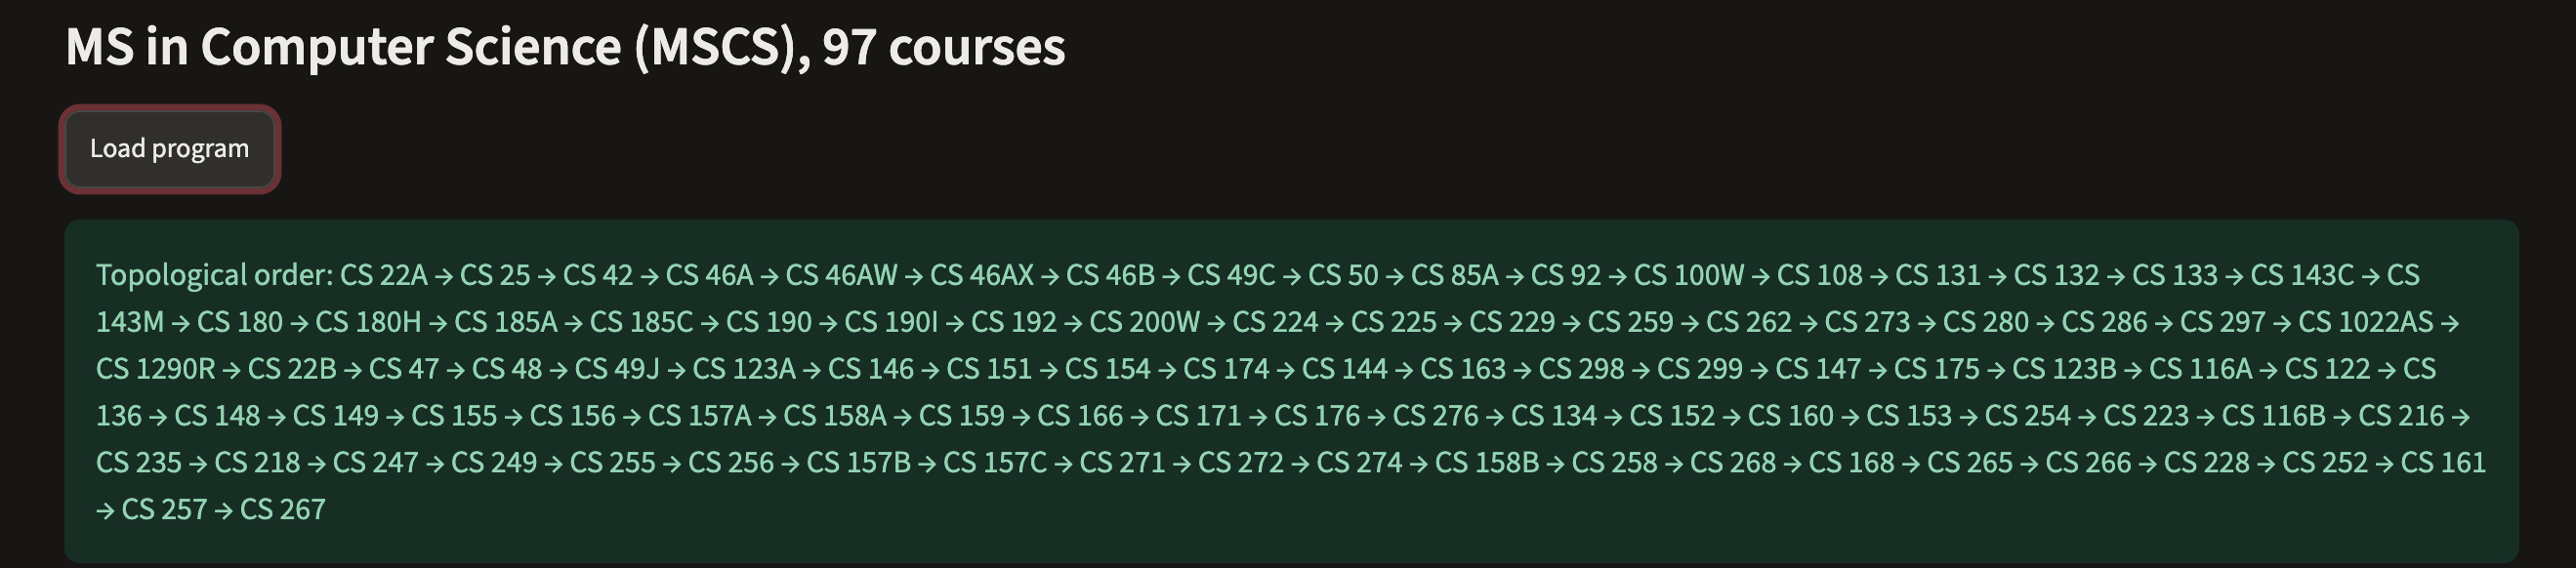 MS in Computer Science (MSCS), 97 courses
Load program
Topological order: CS 22A → CS 25 → CS 42 → CS 46A → CS 46AW → CS 46AX → CS 46B → CS 49C → CS 50 → CS 85A → CS 92 → CS 100W → CS 108 → CS 131 → CS 132 → CS 133 → CS 143C → CS
143M → CS 180 → CS 180H → CS 185A → CS 185C → CS 190 → CS 190I → CS 192 → CS 200W → CS 224 → CS 225 → CS 229 → CS 259 → CS 262 → CS 273 → CS 280 → CS 286 → CS 297 → CS 1022AS →
CS 1290R → CS 22B → CS 47 → CS 48 → CS 49J → CS 123A → CS 146 → CS 151 → CS 154 → CS 174 → CS 144 → CS 163 → CS 298 → CS 299 → CS 147 → CS 175 → CS 123B → CS 116A → CS 122 → CS
136 → CS 148 → CS 149 → CS 155 → CS 156 → CS 157A → CS 158A → CS 159 → CS 166 → CS 171 → CS 176 → CS 276 → CS 134 → CS 152 → CS 160 → CS 153 → CS 254 → CS 223 → CS 116B → CS 216 →
CS 235 → CS 218 → CS 247 → CS 249 → CS 255 → CS 256 → CS 157B → CS 157C → CS 271 → CS 272 → CS 274 → CS 158B → CS 258 → CS 268 → CS 168 → CS 265 → CS 266 → CS 228 → CS 252 → CS 161
→ CS 257 → CS 267